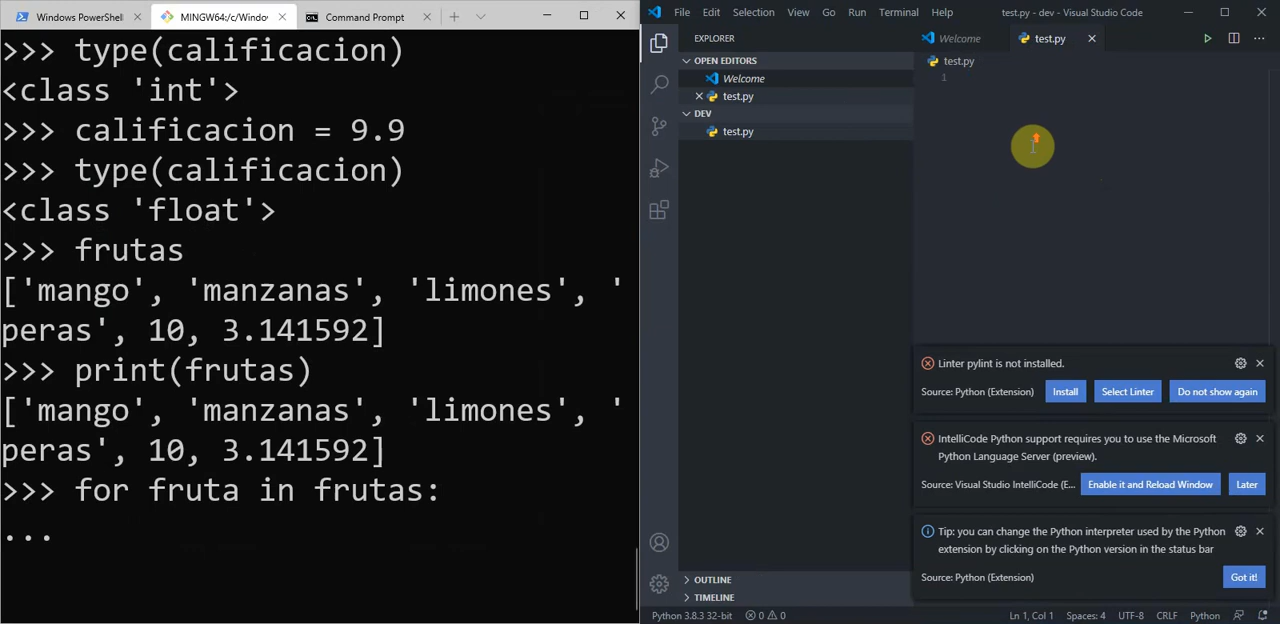 Windows PowerShell
MINGW64:/c/Windo
Command Prompt
>>> type(calificacion)
<class 'int'>
>>> calificacion = 9.9
>>> type(calificacion)
<class 'float'>
>>> frutas
['mango', 'manzanas', 'limones', '
peras', 10, 3.141592]
>>> print(frutas)
['mango', 'manzanas', 'limones', '
peras', 10, 3.141592]
>>> for fruta in frutas:
...
File Edit Selection View Go Run Terminal Help test.py - dev - Visual Studio Code
EXPLORER
OPEN EDITORS
Welcome
test.py
DEV
test.py
OUTLINE
TIMELINE
Welcome
test.py
test.py
1
Linter pylint is not installed.
Source: Python (Extension) Install Select Linter Do not show again
IntelliCode Python support requires you to use the Microsoft
Python Language Server (preview).
Source: Visual Studio IntelliCode (E... Enable it and Reload Window Later
Tip: you can change the Python interpreter used by the Python
extension by clicking on the Python version in the status bar
Source: Python (Extension) Got it!
Python 3.8.3 32-bit 0 0 Ln 1, Col 1 Spaces: 4 UTF-8 CRLF Python